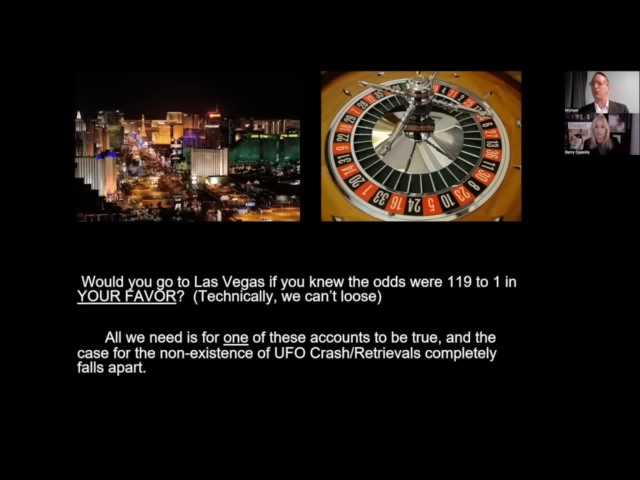 Would you go to Las Vegas if you knew the odds were 119 to 1 in
YOUR FAVOR? (Technically, we can't loose)
All we need is for one of these accounts to be true, and the
case for the non-existence of UFO Crash/Retrievals completely
falls apart.